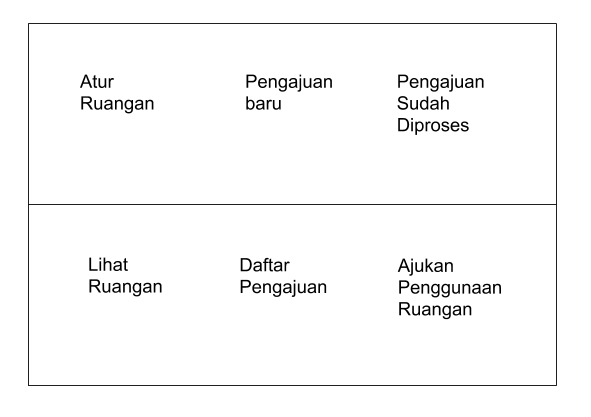 Atur
Ruangan
Pengajuan
baru
Pengajuan
Sudah
Diproses
Lihat
Ruangan
Daftar
Pengajuan
Ajukan
Penggunaan
Ruangan